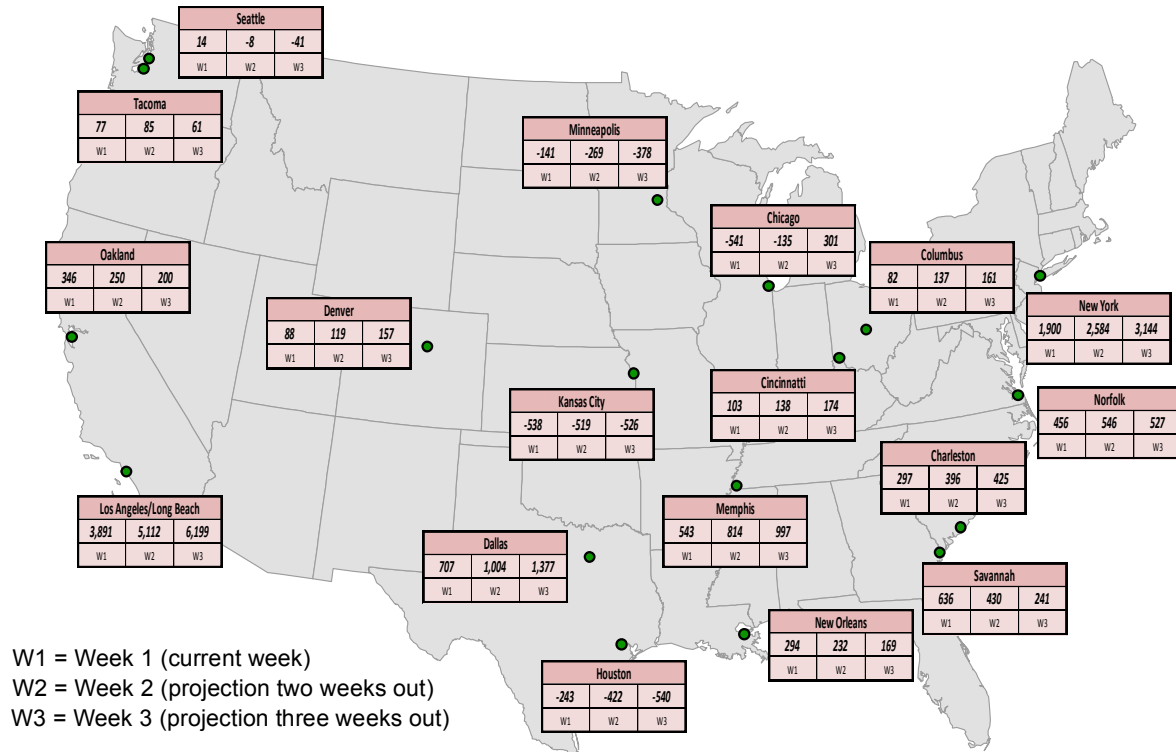 Seattle
14 -8 -41
W1 W2 W3
Tacoma
77 85 61
W1 W2 W3
Minneapolis
-141 -269 -378
W1 W2 W3
Chicago
-541 -135 301
W1 W2 W3
Oakland
346 250 200
W1 W2 W3
Columbus
82 137 161
W1 W2 W3
New York
1,900 2,584 3,144
W1 W2 W3
Denver
88 119 157
W1 W2 W3
Cincinnatti
103 138 174
W1 W2 W3
Kansas City
-538 -519 -526
W1 W2 W3
Norfolk
456 546 527
W1 W2 W3
Charleston
297 396 425
W1 W2 W3
Los Angeles/Long Beach
3,891 5,112 6,199
W1 W2 W3
Memphis
543 814 997
W1 W2 W3
Dallas
707 1,004 1,377
W1 W2 W3
Savannah
636 430 241
W1 W2 W3
New Orleans
294 232 169
W1 W2 W3
Houston
-243 -422 -540
W1 W2 W3
W1 = Week 1 (current week)
W2 = Week 2 (projection two weeks out)
W3 = Week 3 (projection three weeks out)